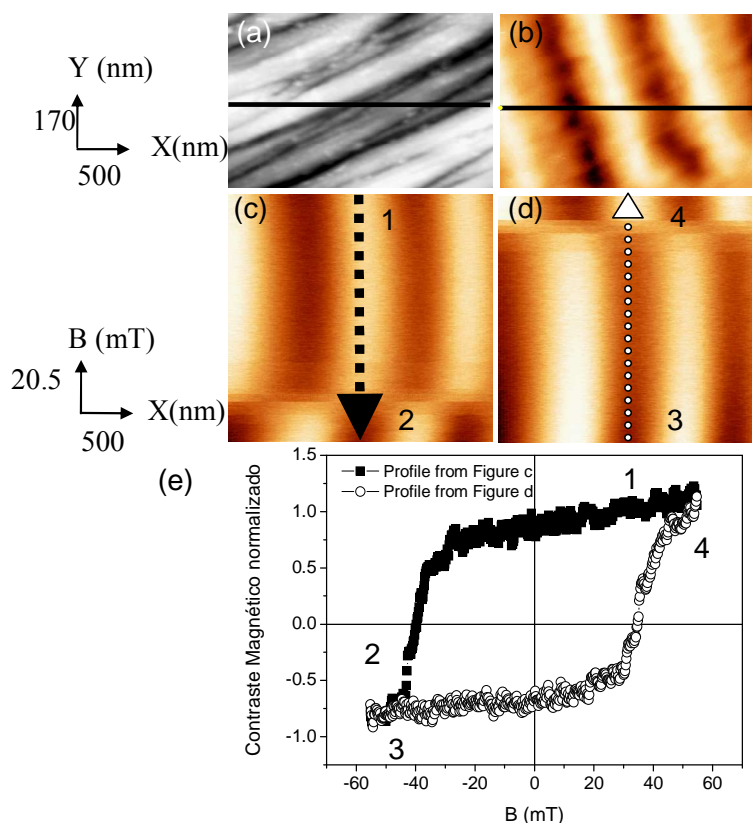 (a)
(b)
Y (nm)
170
X(nm)
500
(c)
1
2
(d)
4
3
B (mT)
20.5
X(nm)
500
(e)
Profile from Figure c
Profile from Figure d
1
4
2
3
Contraste Magnético normalizado
1.5
1.0
0.5
0.0
-0.5
-1.0
-60 -40 -20 0 20 40 60
B (mT)